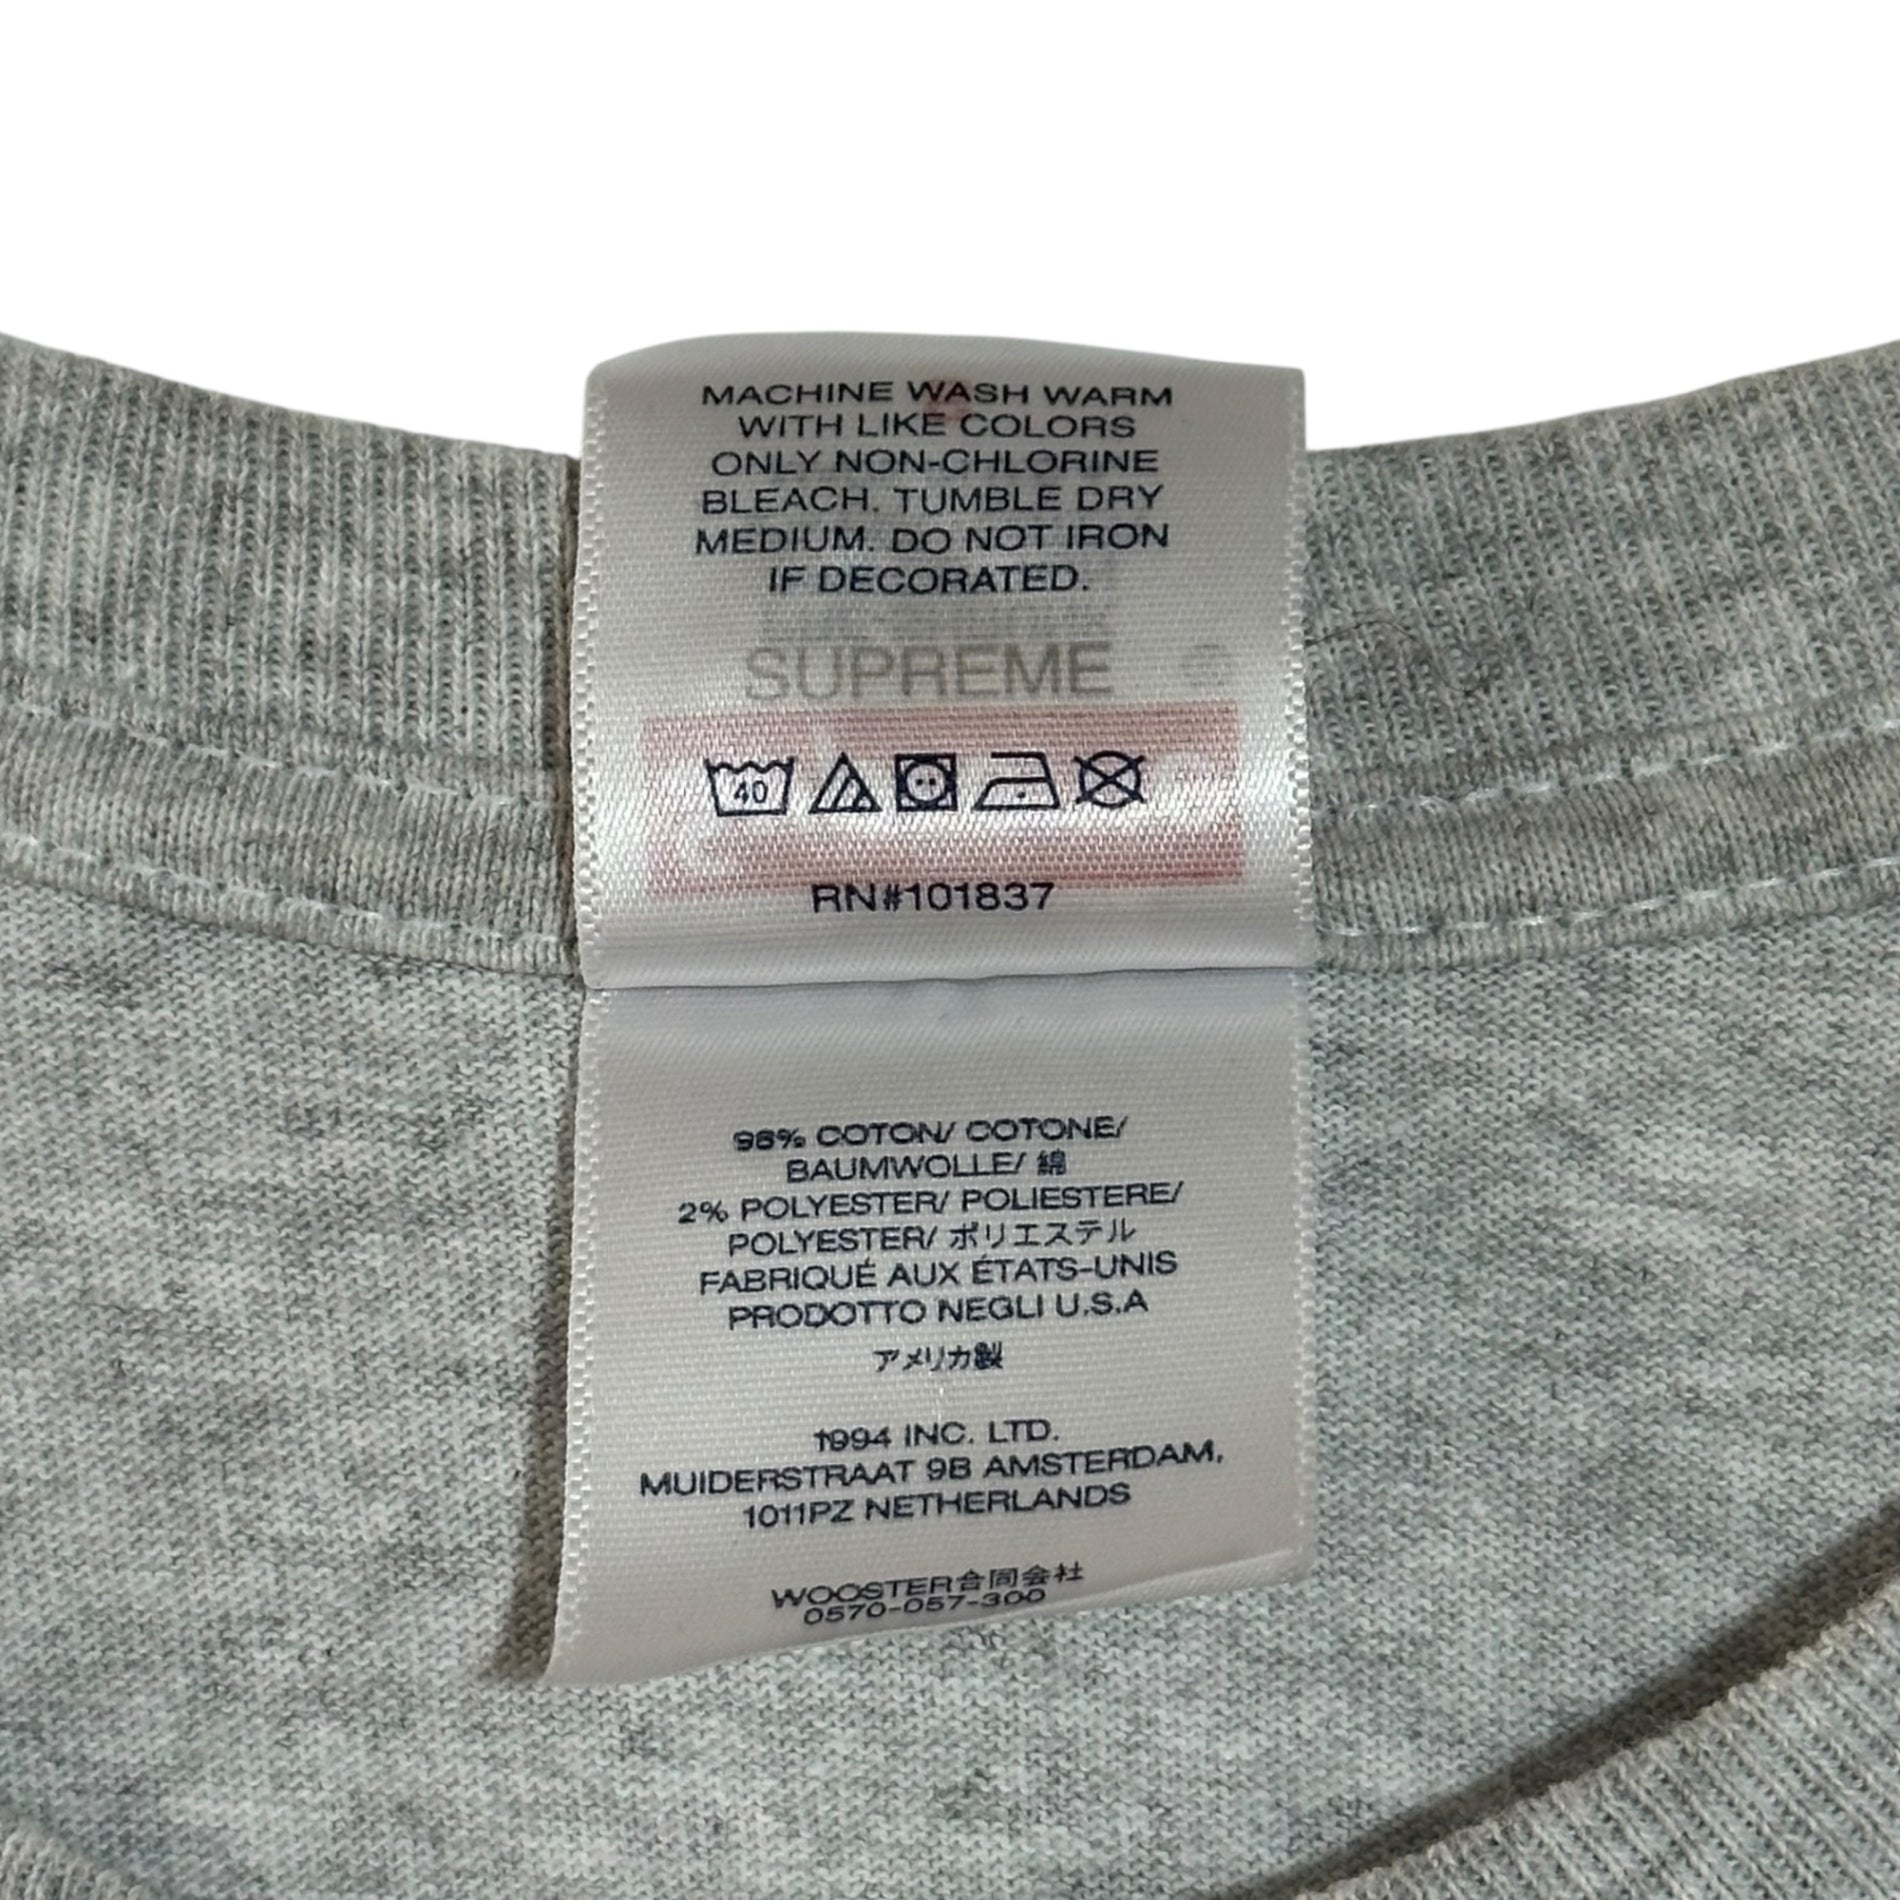 MACHINE WASH WARM
WITH LIKE COLORS
ONLY NON-CHLORINE
BLEACH. TUMBLE DRY
MEDIUM. DO NOT IRON
IF DECORATED.
SUPREME
40
RN#101837
98% COTON/ COTONE/
BAUMWOLLE/ 綿
2% POLYESTER/ POLIESTERE/
POLYESTER/ ポリエステル
FABRIQUÉ AUX ÉTATS-UNIS
PRODOTTO NEGLI U.S.A
アメリカ製
1994 INC. LTD.
MUIDERSTRAAT 9B AMSTERDAM,
1011PZ NETHERLANDS
WOOSTER合同会社
0570-057-300